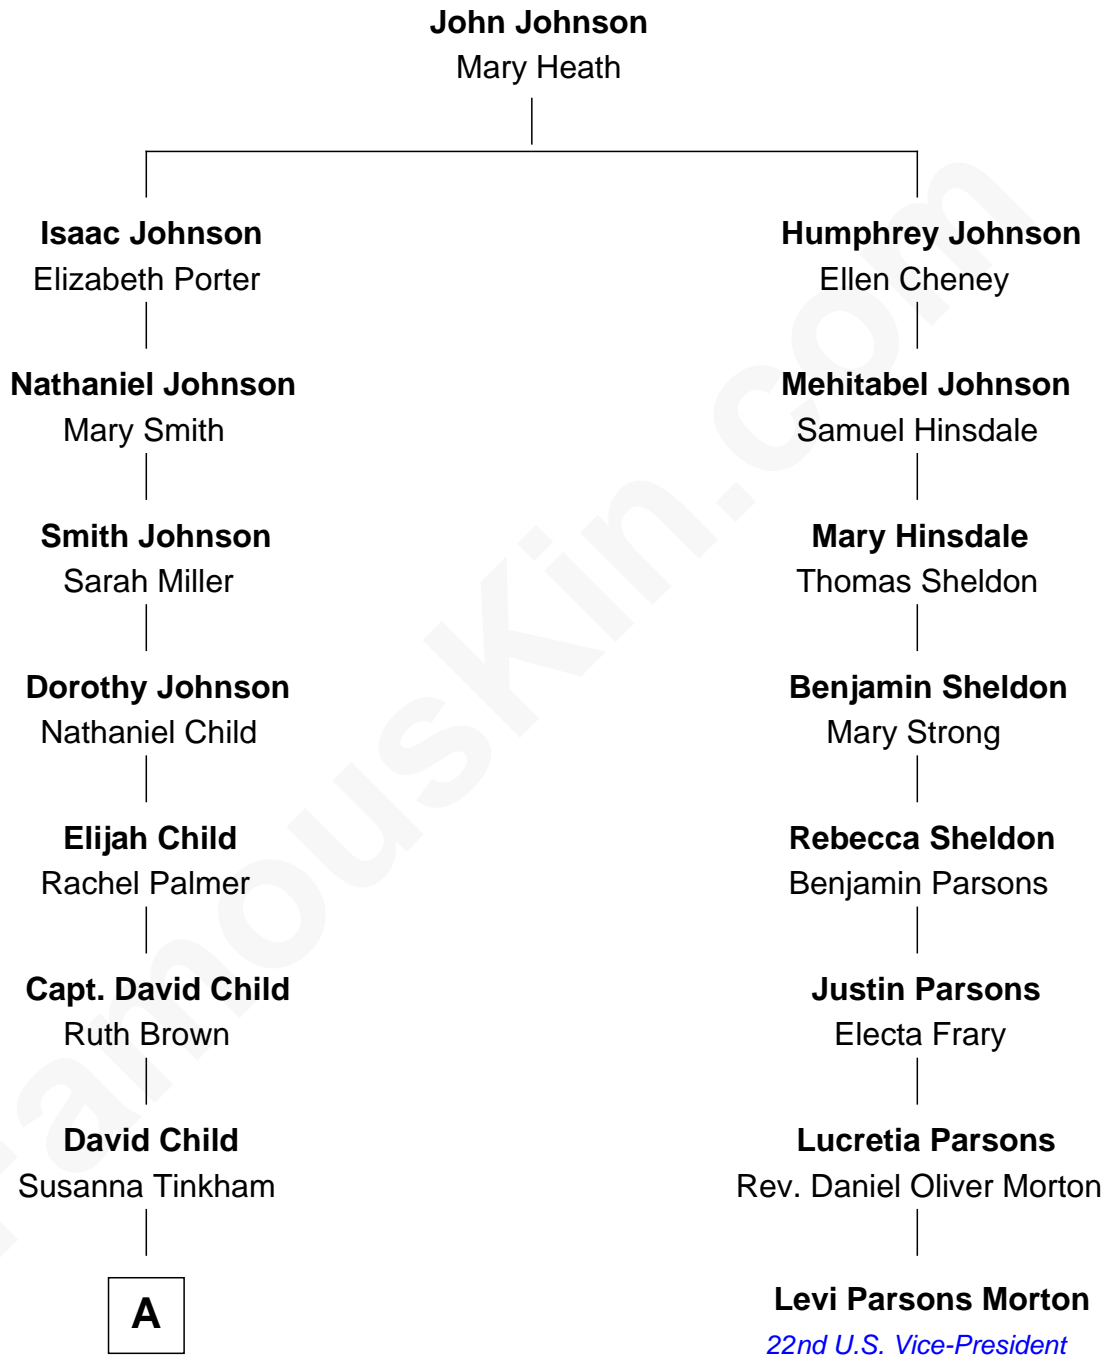 John Johnson
Mary Heath
Isaac Johnson
Elizabeth Porter
Humphrey Johnson
Ellen Cheney
Nathaniel Johnson
Mary Smith
Mehitabel Johnson
Samuel Hinsdale
Smith Johnson
Sarah Miller
Mary Hinsdale
Thomas Sheldon
Dorothy Johnson
Nathaniel Child
Benjamin Sheldon
Mary Strong
Elijah Child
Rachel Palmer
Rebecca Sheldon
Benjamin Parsons
Capt. David Child
Ruth Brown
Justin Parsons
Electa Frary
David Child
Susanna Tinkham
Lucretia Parsons
Rev. Daniel Oliver Morton
A
Levi Parsons Morton
22nd U.S. Vice-President
FamousKin.com